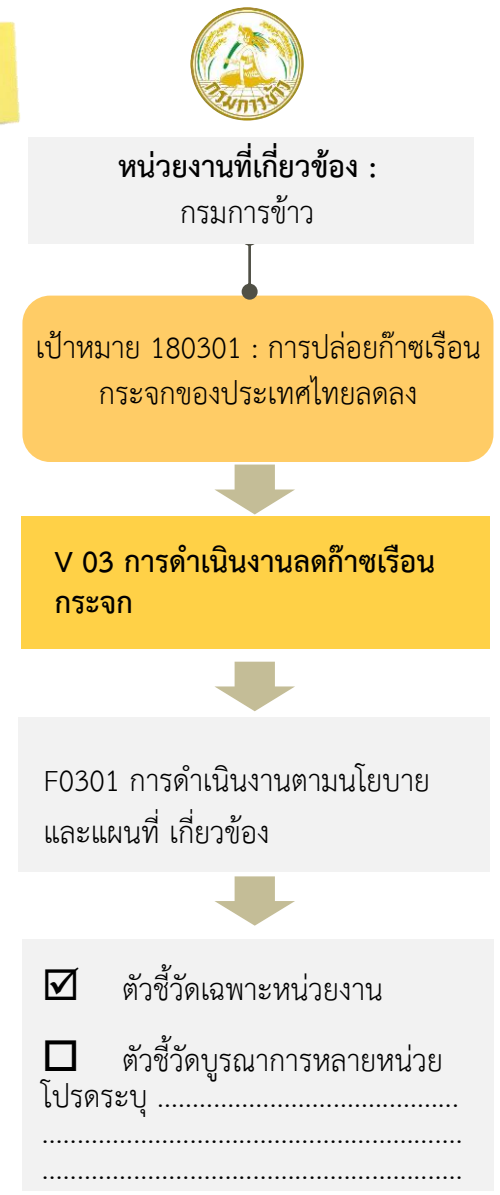 กรมการข้าว
หน่วยงานที่เกี่ยวข้อง :
กรมการข้าว
เป้าหมาย 180301 : การปล่อยก๊าซเรือน
กระจกของประเทศไทยลดลง
V 03 การดำเนินงานลดก๊าซเรือน
กระจก
F0301 การดำเนินงานตามนโยบาย
และแผนที่ เกี่ยวข้อง
☑ ตัวชี้วัดเฉพาะหน่วยงาน
☐ ตัวชี้วัดบูรณาการหลายหน่วย
โปรดระบุ ...........................................
............................................................
............................................................